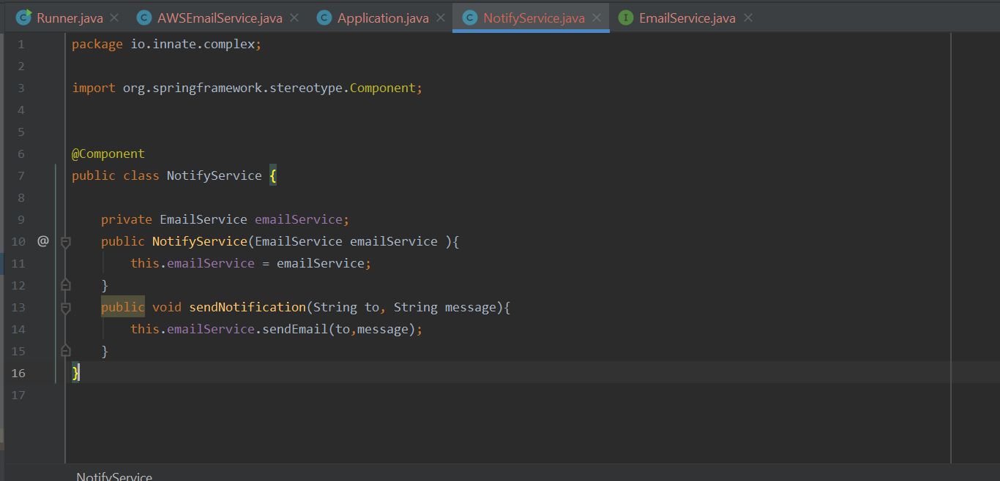 Runner.java AWSEmailService.java Application.java NotifyService.java EmailService.java
1 package io.innate.complex;
2
3 import org.springframework.stereotype.Component;
4
5
6 @Component
7 public class NotifyService {
8
9 private EmailService emailService;
10 @ public NotifyService(EmailService emailService ){
11 this.emailService = emailService;
12 }
13 public void sendNotification(String to, String message){
14 this.emailService.sendEmail(to,message);
15 }
16 }
17
NotifyService